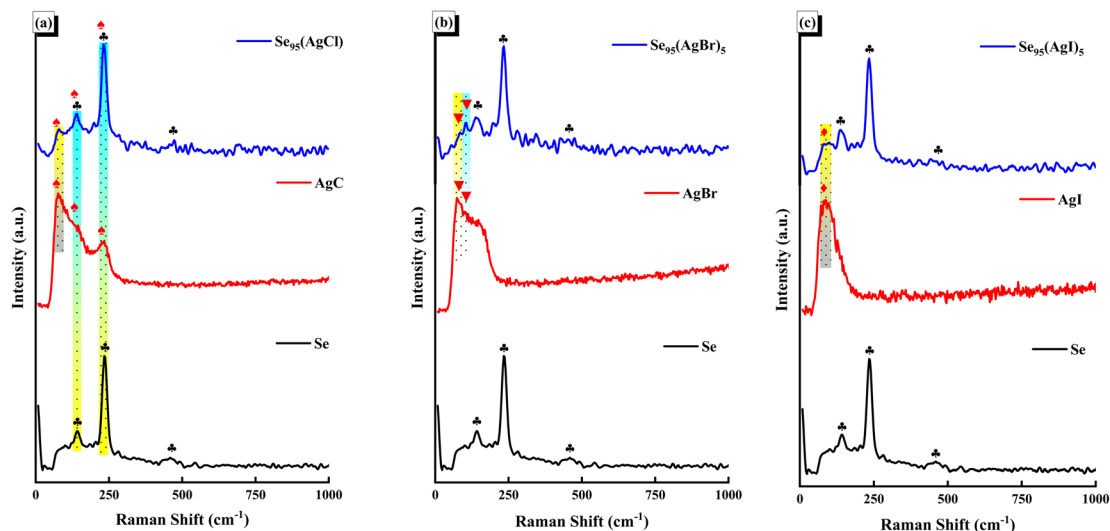 (a)
Se95(AgCl)
AgC
Se
Intensity (a.u.)
0 250 500 750 1000
Raman Shift (cm-1)
(b)
Se95(AgBr)5
AgBr
Se
Intensity (a.u.)
0 250 500 750 1000
Raman Shift (cm-1)
(c)
Se95(AgI)5
AgI
Se
Intensity (a.u.)
0 250 500 750 1000
Raman Shift (cm-1)